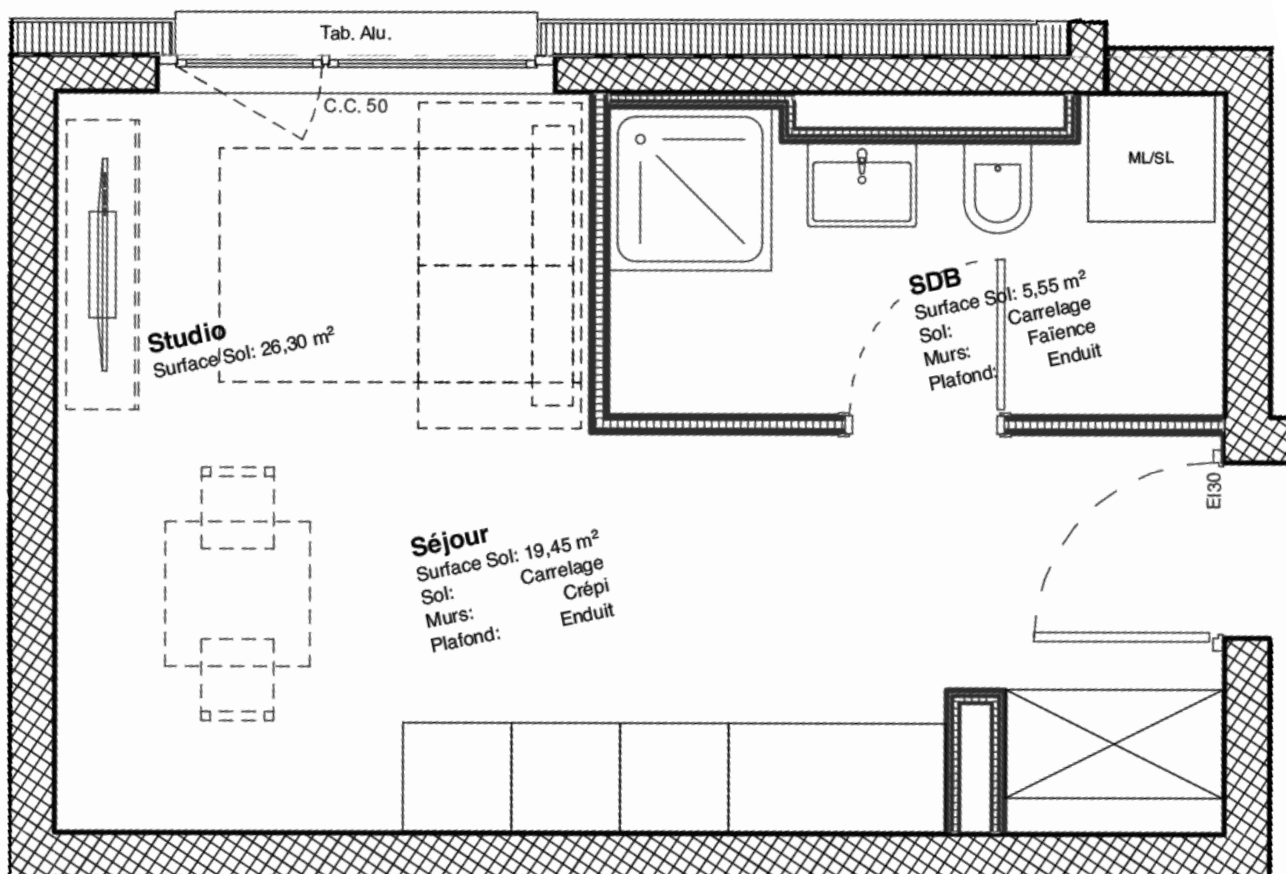 Tab. Alu.
C.C. 50
ML/SL
SDB
Surface Sol: 5,55 m²
Sol: Carrelage
Murs: Faïence
Plafond: Enduit
Studio
Surface Sol: 26,30 m²
EI30
Séjour
Surface Sol: 19,45 m²
Sol: Carrelage
Murs: Crépi
Plafond: Enduit